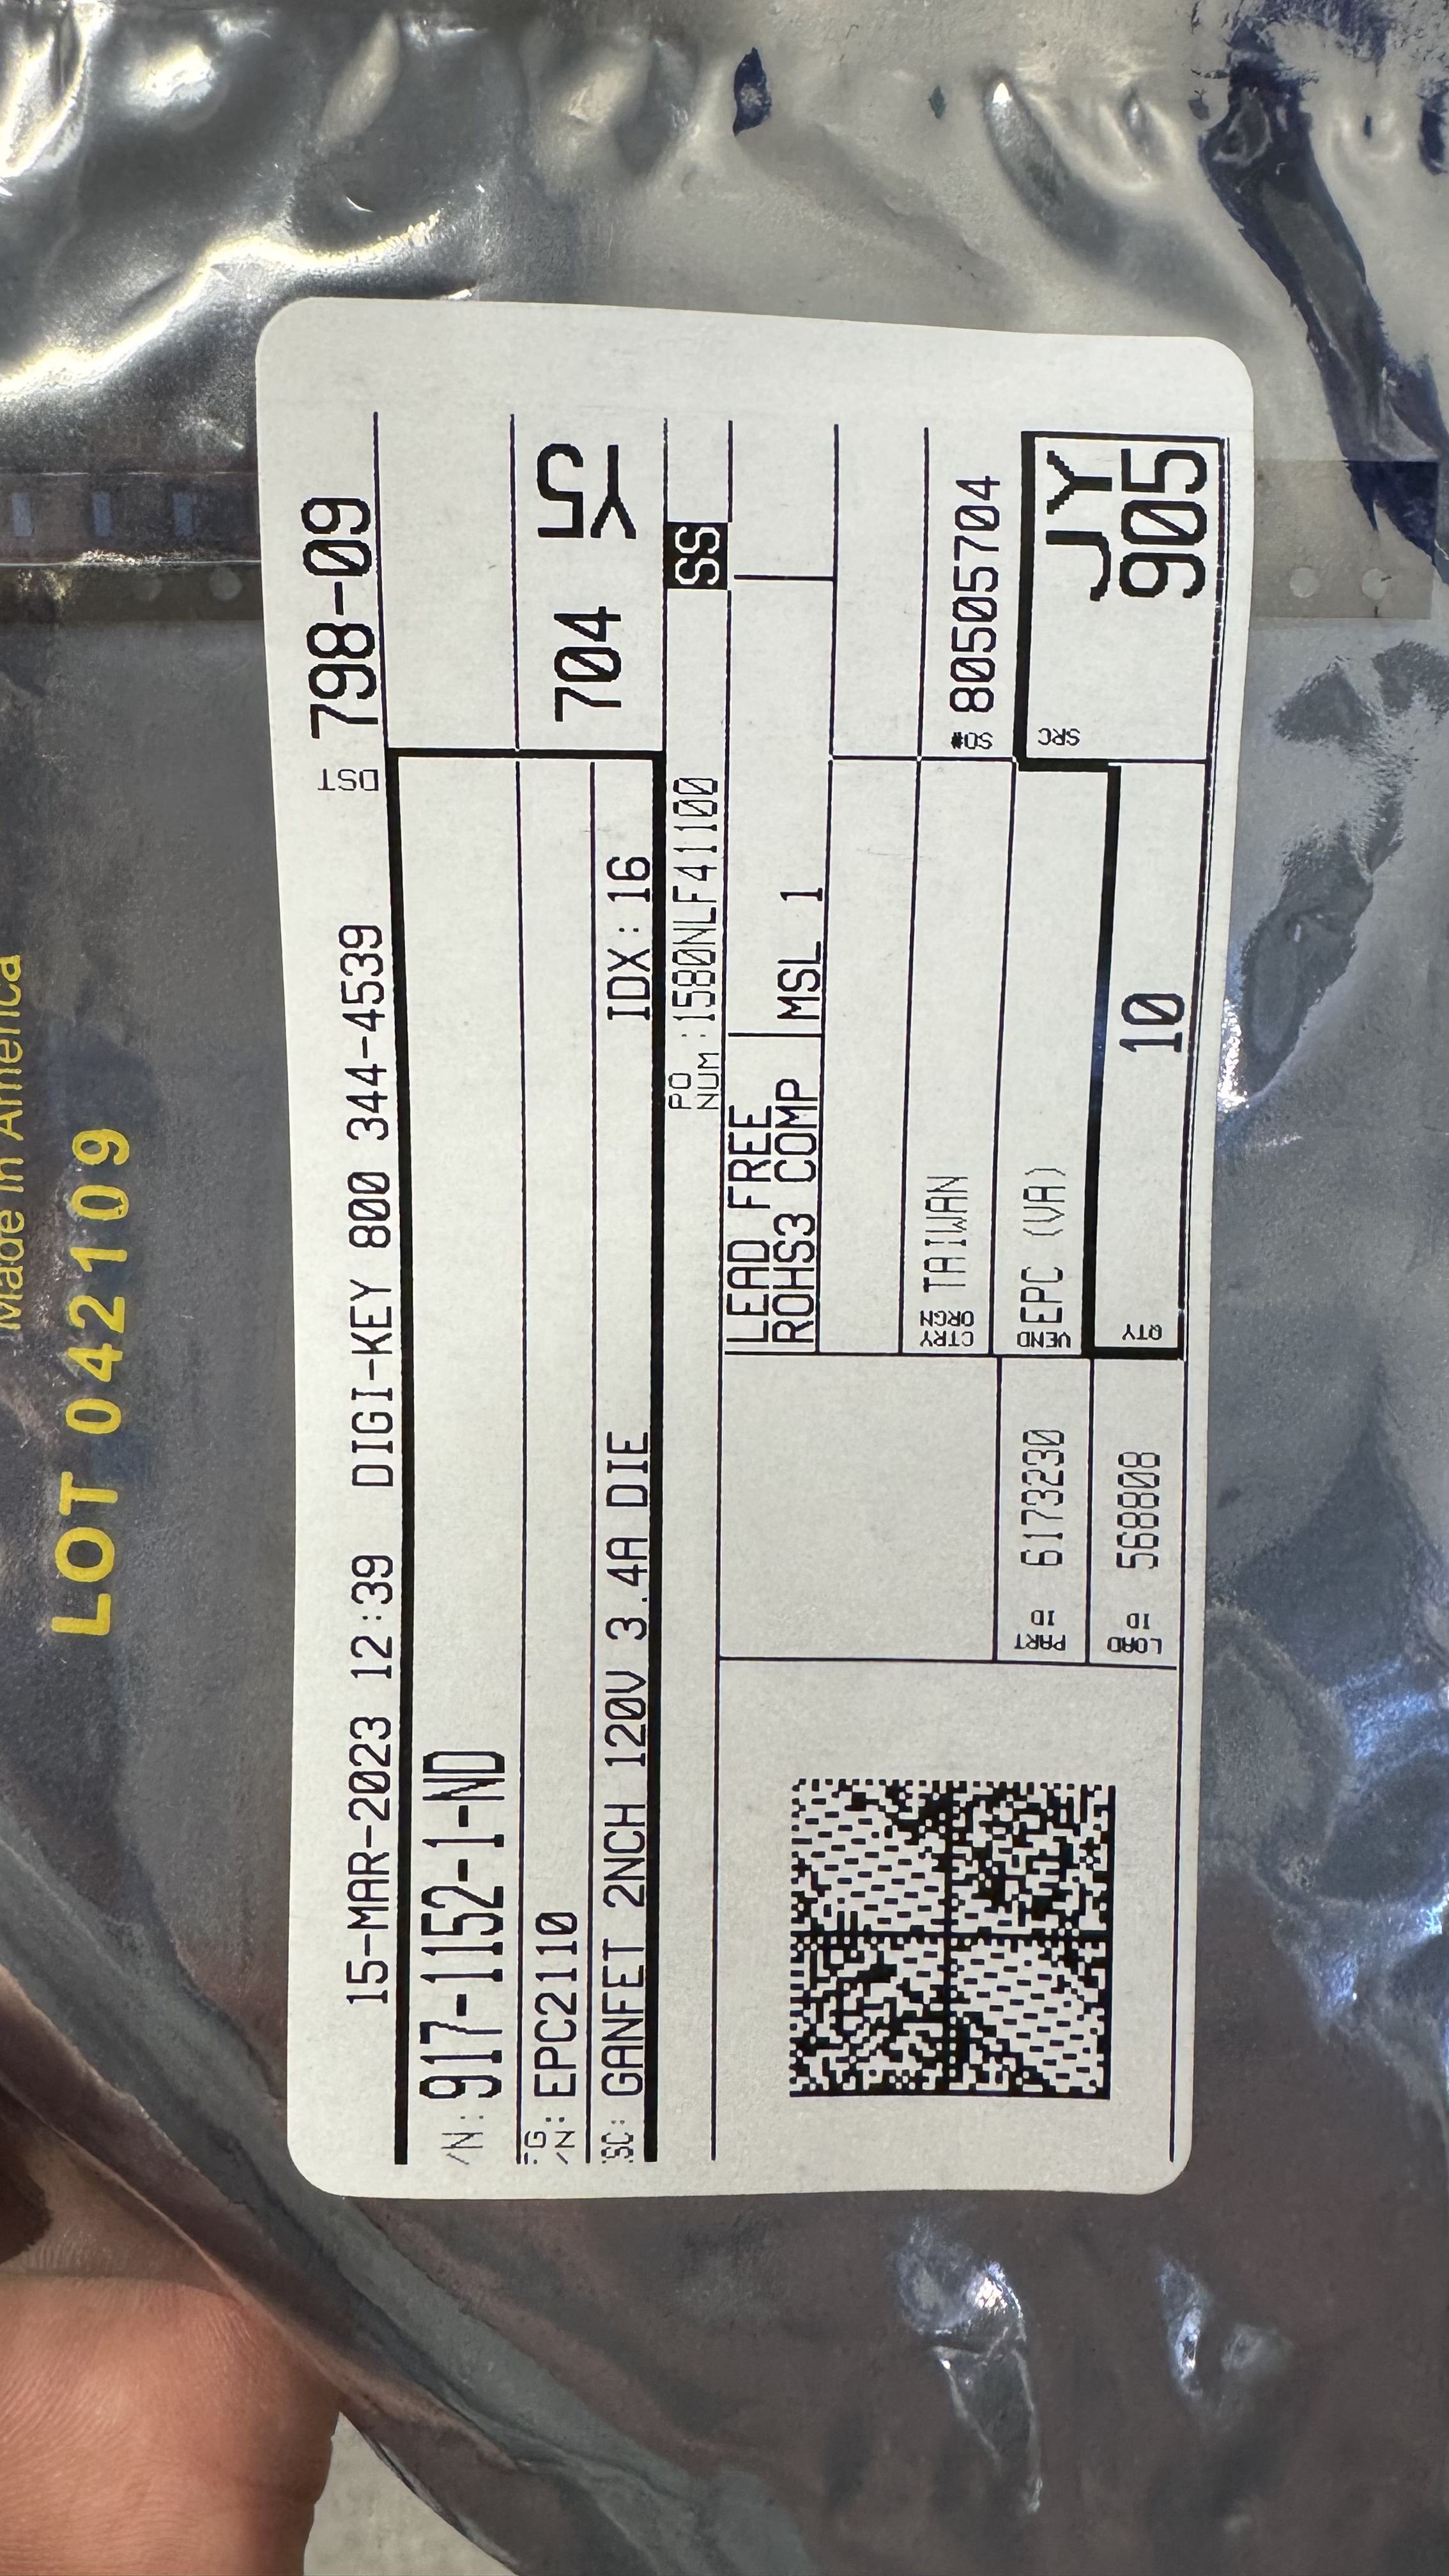 Made in America
LOT 042109
15-MAR-2023 12:39 DIGI-KEY 800 344-4539
DST 798-09
/N: 917-1152-1-ND
/N: EPC2110
704 Y5
SC: GANFET 2NCH 120V 3.4A DIE IDX:16
PO NUM :1580NLF41100 SS
LEAD FREE
ROHS3 COMP
MSL 1
CTRY ORGN TAIWAN
SO# 80505704
PART ID 6173230
VEND EPC (VA)
SRC JY 905
LOAD ID 568808
QTY 10